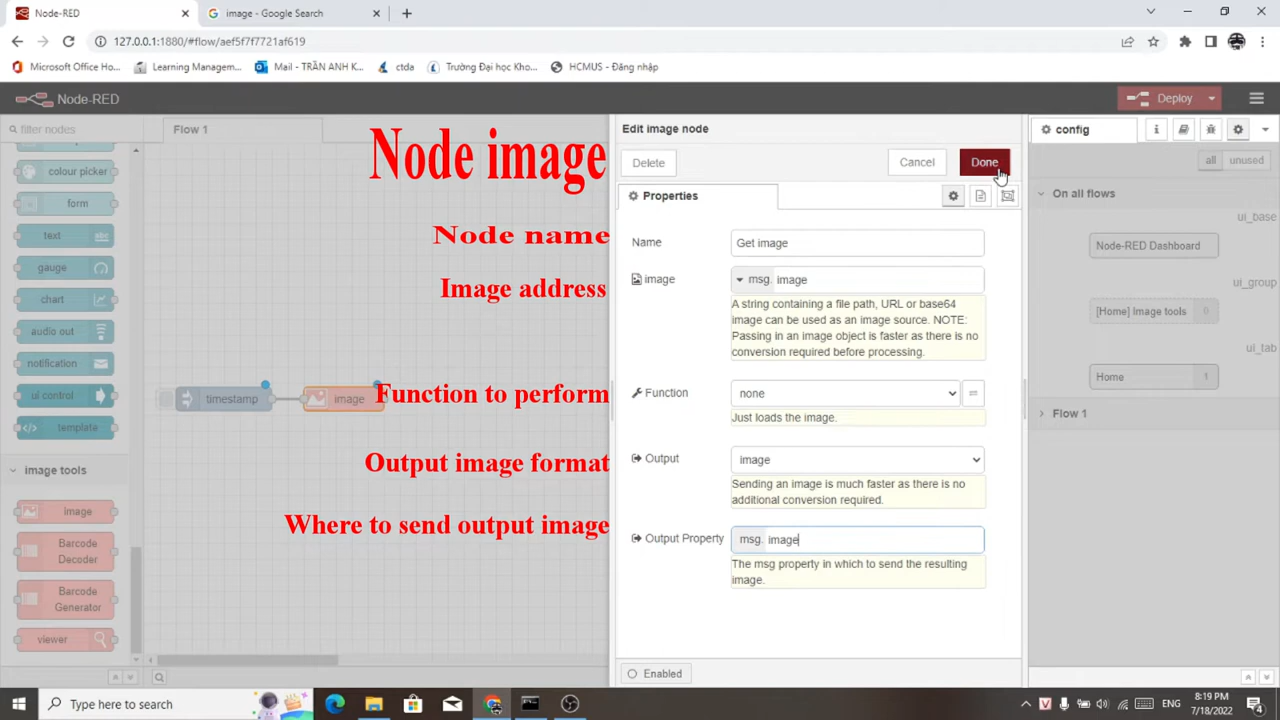 Node-RED
image - Google Search
127.0.0.1:1880/#flow/aef5f7f7721af619
Microsoft Office Ho...
Learning Managem...
Mail - TRẦN ANH K...
ctda
Trường Đại học Kho...
HCMUS - Đăng nhập
Node-RED
Deploy
filter nodes
Flow 1
colour picker
form
text
gauge
chart
audio out
notification
ui control
template
image tools
Image
Barcode
Decoder
Barcode
Generator
viewer
timestamp
image
Node image
Node name
Image address
Function to perform
Output image format
Where to send output image
Edit image node
Delete
Cancel
Done
Properties
Name
Get image
image
msg. image
A string containing a file path, URL or base64
image can be used as an image source. NOTE:
Passing in an image object is faster as there is no
conversion required before processing.
Function
none
Just loads the image.
Output
image
Sending an image is much faster as there is no
additional conversion required.
Output Property
msg. image
The msg property in which to send the resulting
image.
Enabled
config
all
unused
On all flows
ui_base
Node-RED Dashboard
ui_group
[Home] Image tools
0
ui_tab
Home
1
Flow 1
Type here to search
ENG
8:19 PM
7/18/2022
4